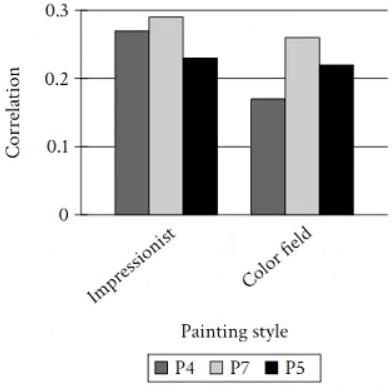 Correlation
0.3
0.2
0.1
0
Impressionist
Color field
Painting style
P4 P7 P5